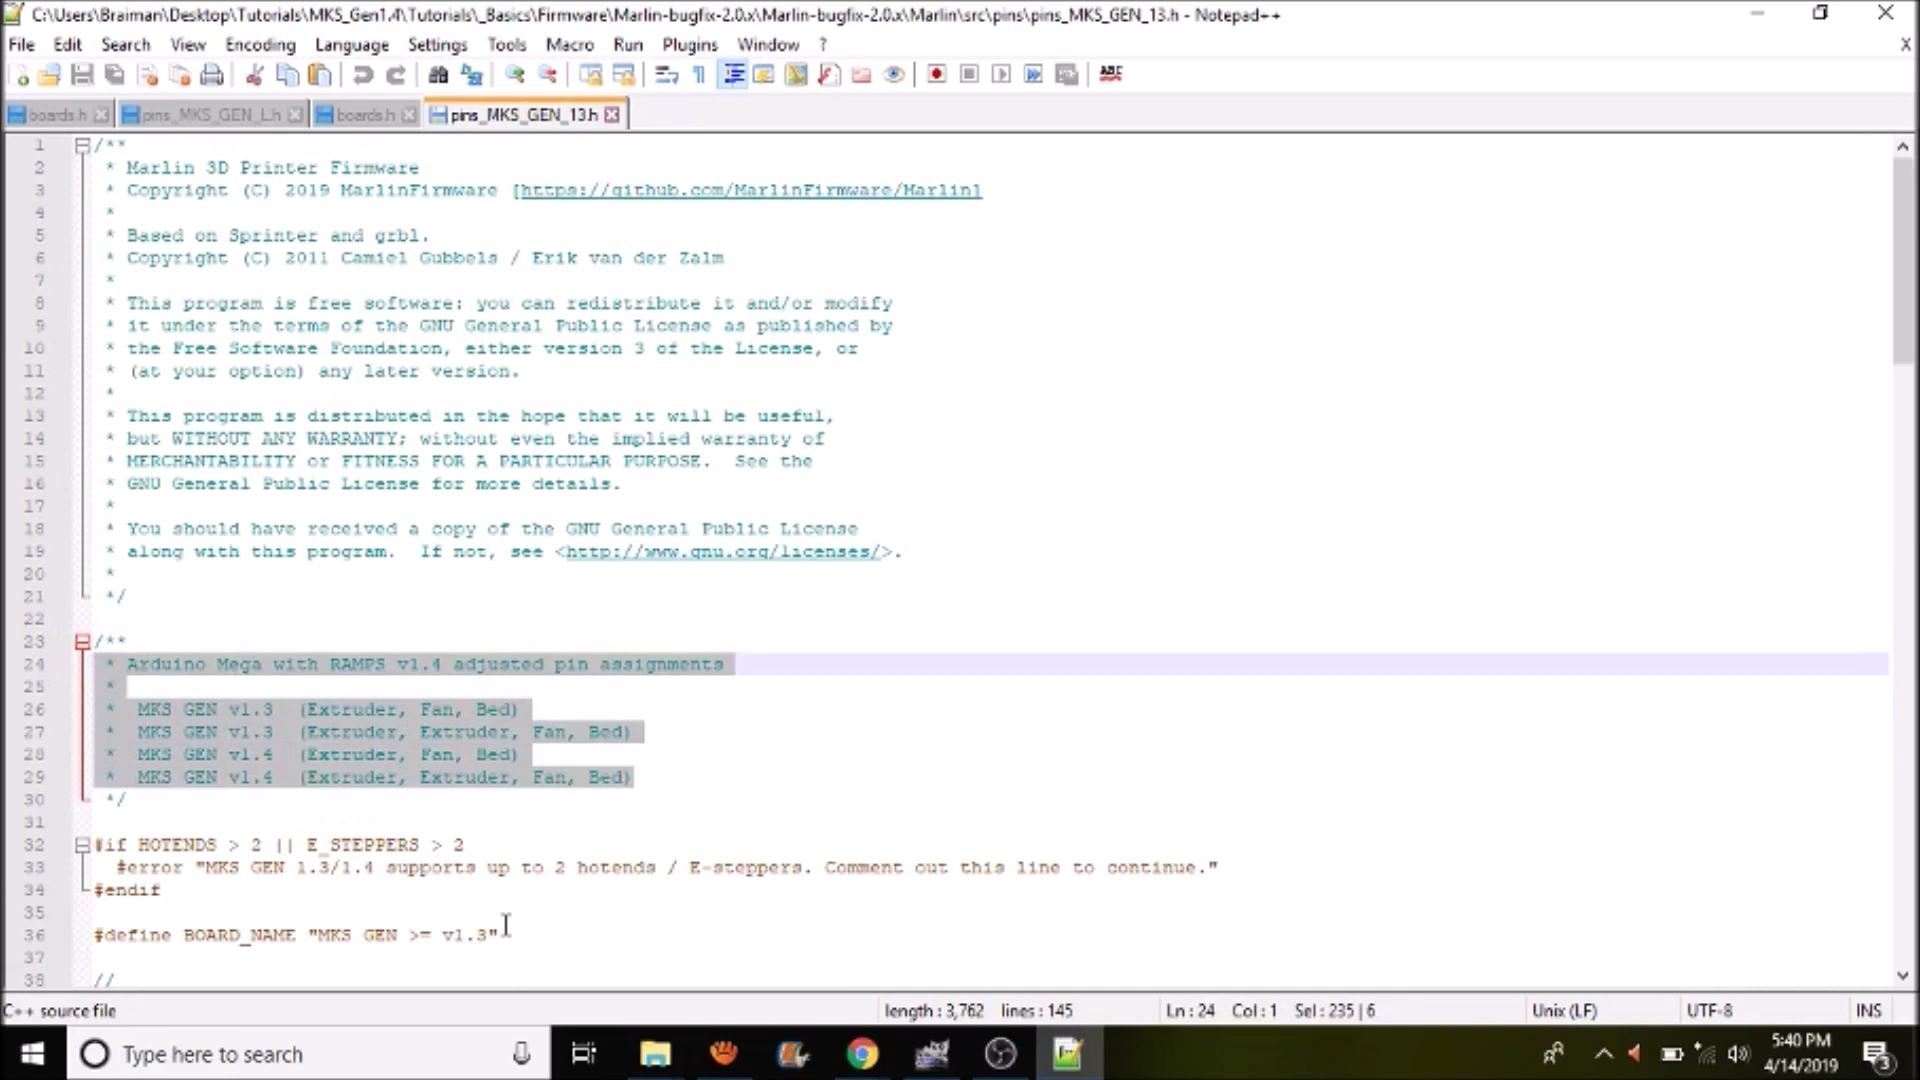 C:\Users\Braiman\Desktop\Tutorials\MKS_Gen1.4\Tutorials\_Basics\Firmware\Marlin-bugfix-2.0.x\Marlin-bugfix-2.0.x\Marlin\src\pins\pins_MKS_GEN_13.h - Notepad++
File Edit Search View Encoding Language Settings Tools Macro Run Plugins Window ? X
ABC
boards.h pins_MKS_GEN_L.h boards.h pins_MKS_GEN_13.h
1 /**
2 * Marlin 3D Printer Firmware
3 * Copyright (C) 2019 MarlinFirmware [https://github.com/MarlinFirmware/Marlin]
4 *
5 * Based on Sprinter and grbl.
6 * Copyright (C) 2011 Camiel Gubbels / Erik van der Zalm
7 *
8 * This program is free software: you can redistribute it and/or modify
9 * it under the terms of the GNU General Public License as published by
10 * the Free Software Foundation, either version 3 of the License, or
11 * (at your option) any later version.
12 *
13 * This program is distributed in the hope that it will be useful,
14 * but WITHOUT ANY WARRANTY; without even the implied warranty of
15 * MERCHANTABILITY or FITNESS FOR A PARTICULAR PURPOSE.  See the
16 * GNU General Public License for more details.
17 *
18 * You should have received a copy of the GNU General Public License
19 * along with this program.  If not, see <http://www.gnu.org/licenses/>.
20 *
21 */
22
23 /**
24 * Arduino Mega with RAMPS v1.4 adjusted pin assignments
25 *
26 *  MKS GEN v1.3  (Extruder, Fan, Bed)
27 *  MKS GEN v1.3  (Extruder, Extruder, Fan, Bed)
28 *  MKS GEN v1.4  (Extruder, Fan, Bed)
29 *  MKS GEN v1.4  (Extruder, Extruder, Fan, Bed)
30 */
31
32 #if HOTENDS > 2 || E_STEPPERS > 2
33   #error "MKS GEN 1.3/1.4 supports up to 2 hotends / E-steppers. Comment out this line to continue."
34 #endif
35
36 #define BOARD_NAME "MKS GEN >= v1.3"
37
38 //
C++ source file length : 3,762 lines : 145 Ln : 24 Col : 1 Sel : 235 | 6 Unix (LF) UTF-8 INS
Type here to search
5:40 PM
4/14/2019
3